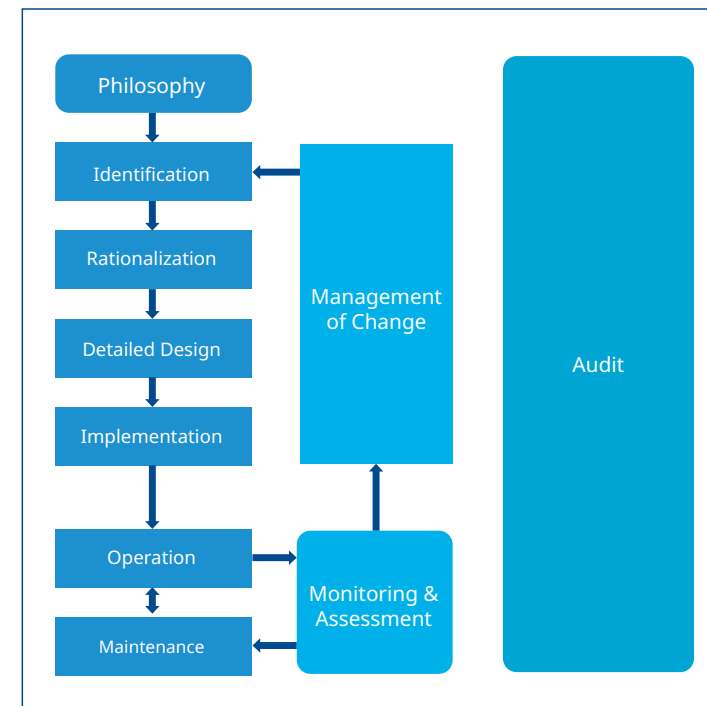 Philosophy
Identification
Rationalization
Detailed Design
Implementation
Operation
Maintenance
Management
of Change
Monitoring &
Assessment
Audit